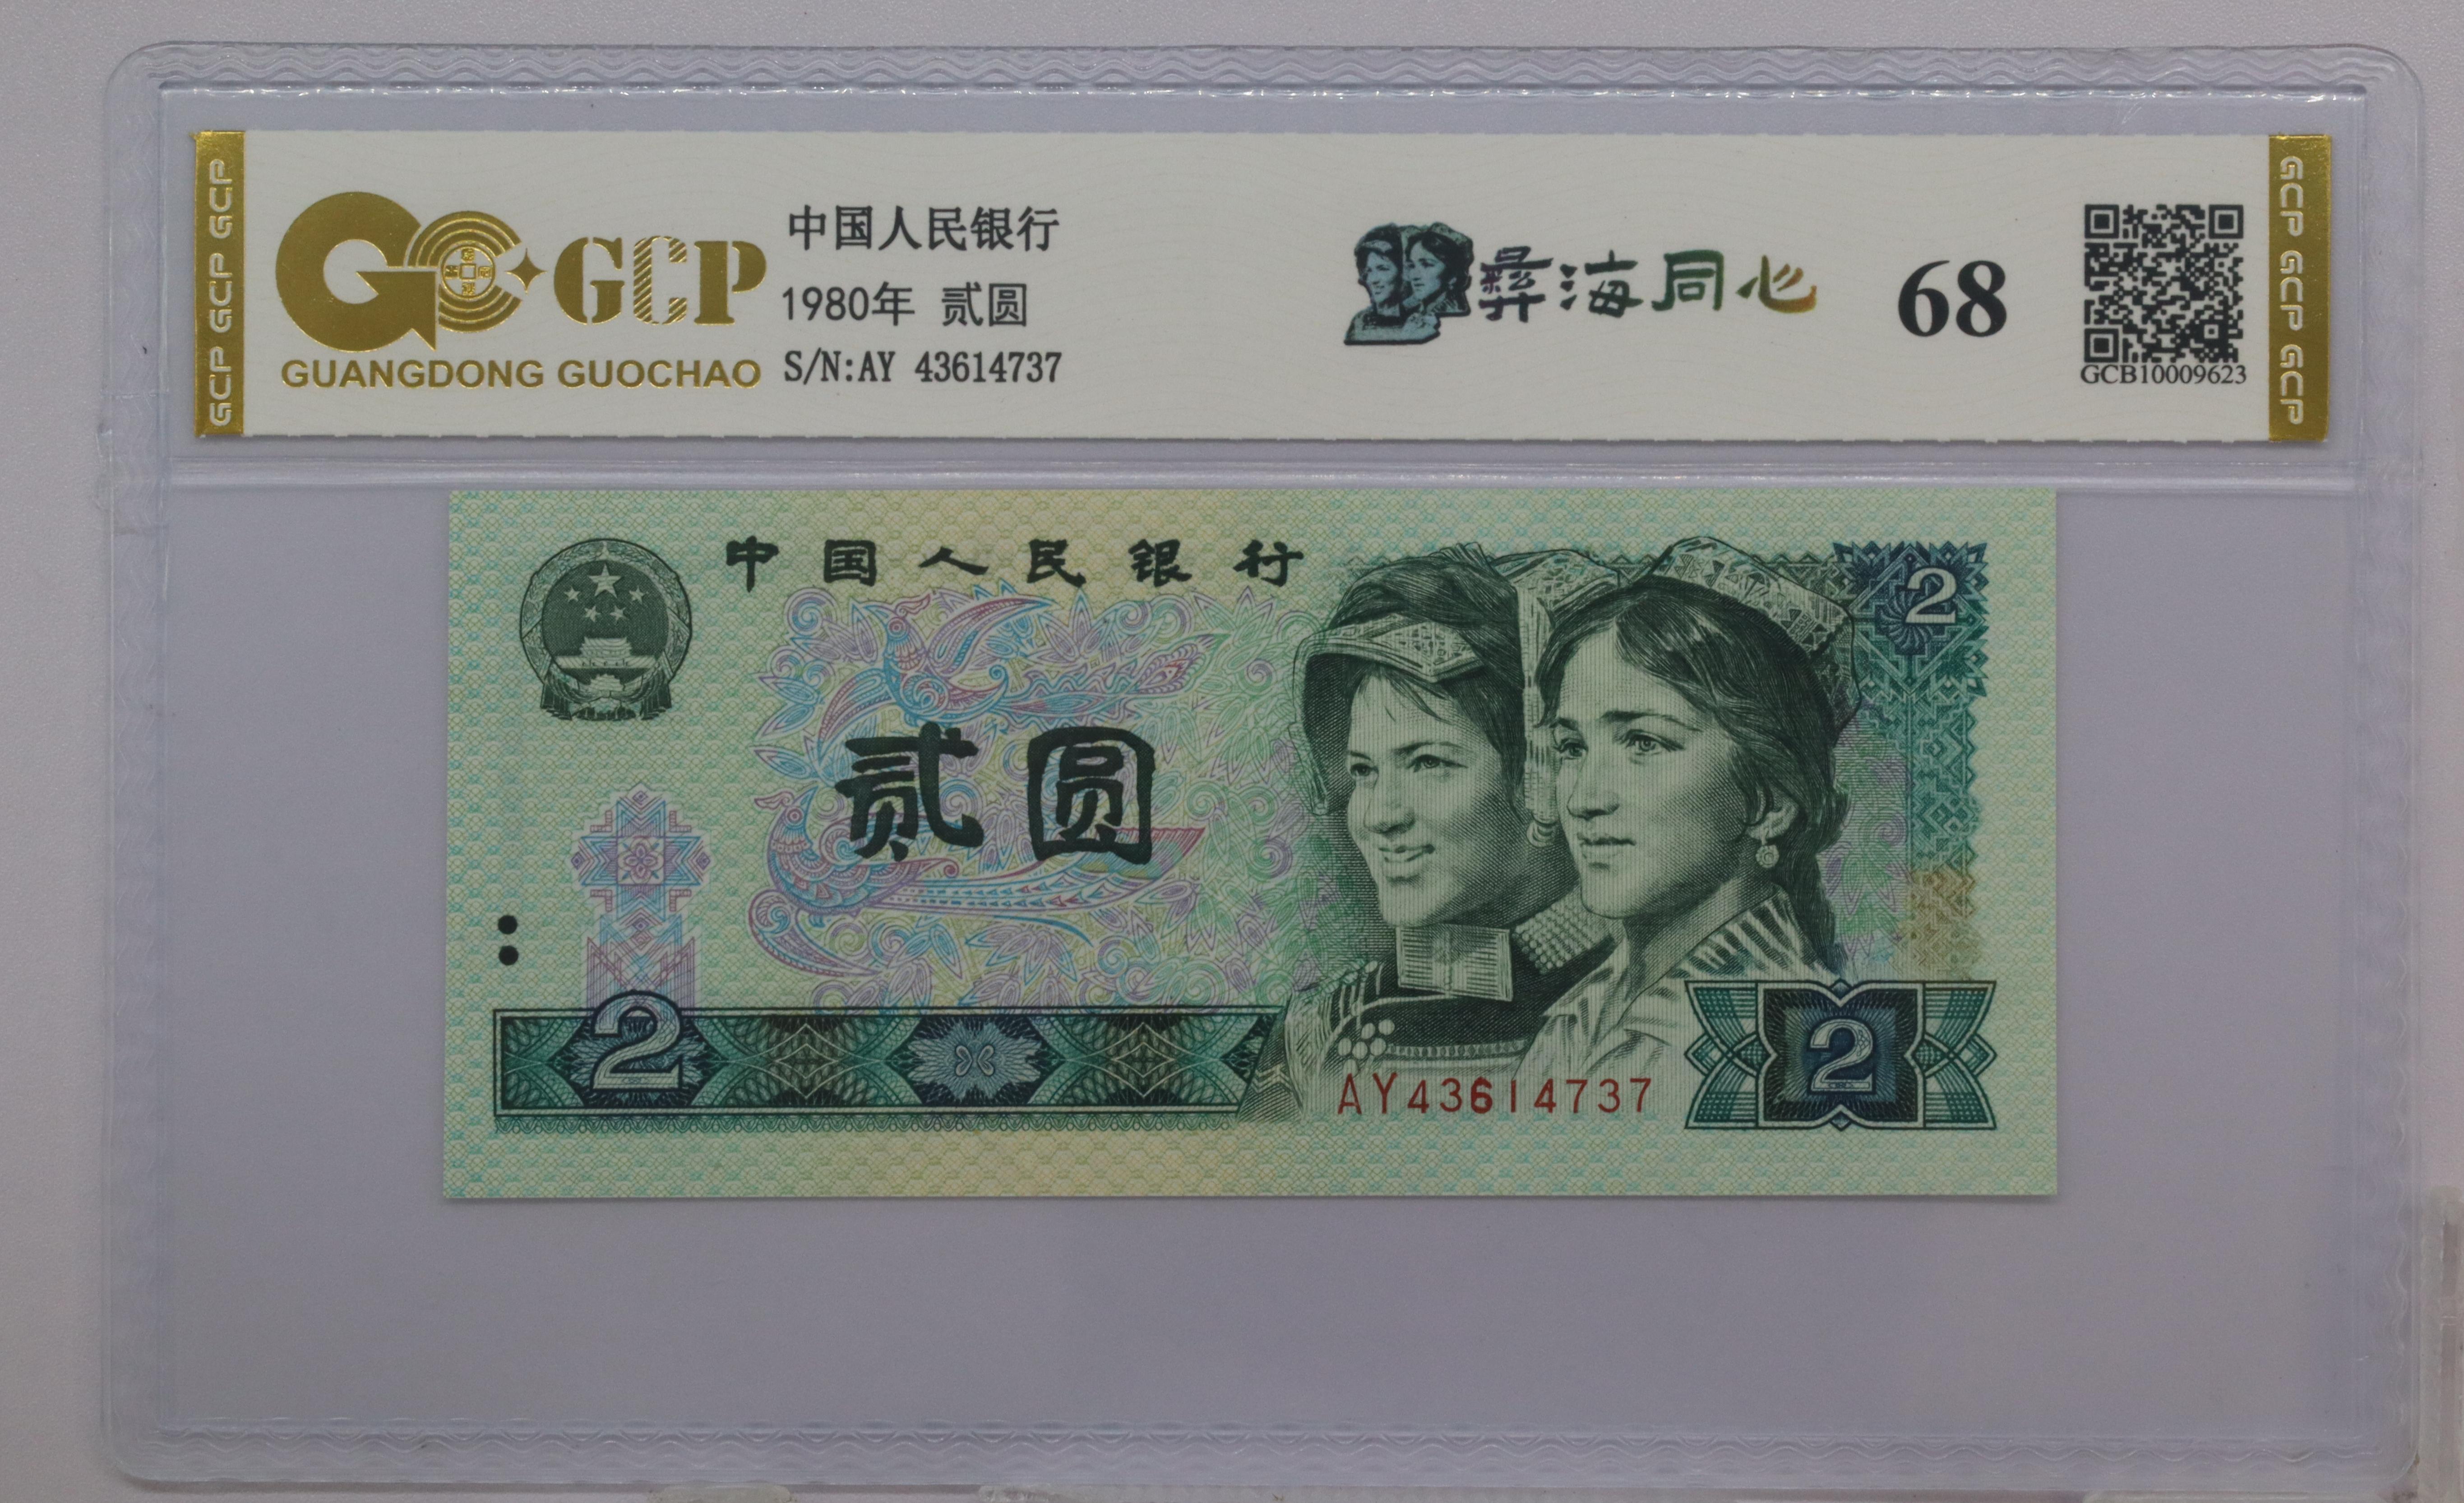 GCP GCP GCP
GCP
GUANGDONG GUOCHAO
中国人民银行
1980年 贰圆
S/N:AY 43614737
彝海同心
68
GCB10009623
GCP GCP GCP
中国人民银行
2
贰圆
2
AY43614737
2